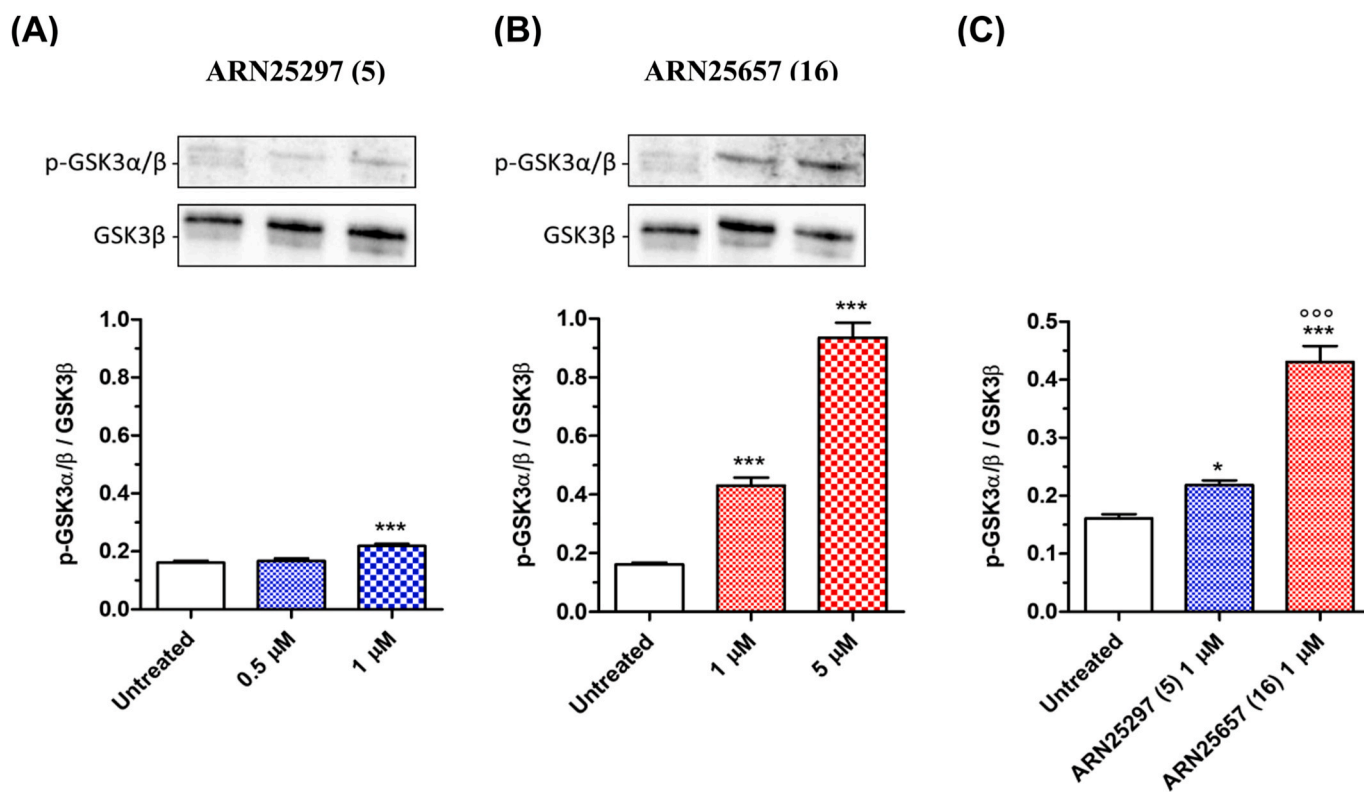 (A)
ARN25297 (5)
p-GSK3α/β
GSK3β
p-GSK3α/β / GSK3β
1.0
0.8
0.6
0.4
0.2
0.0
***
Untreated
0.5 μM
1 μM
(B)
ARN25657 (16)
p-GSK3α/β
GSK3β
p-GSK3α/β / GSK3β
1.0
0.8
0.6
0.4
0.2
0.0
***
***
Untreated
1 μM
5 μM
(C)
p-GSK3α/β / GSK3β
0.5
0.4
0.5
0.2
0.1
0.0
*
°°°
***
Untreated
ARN25297 (5) 1 μM
ARN25657 (16) 1 μM